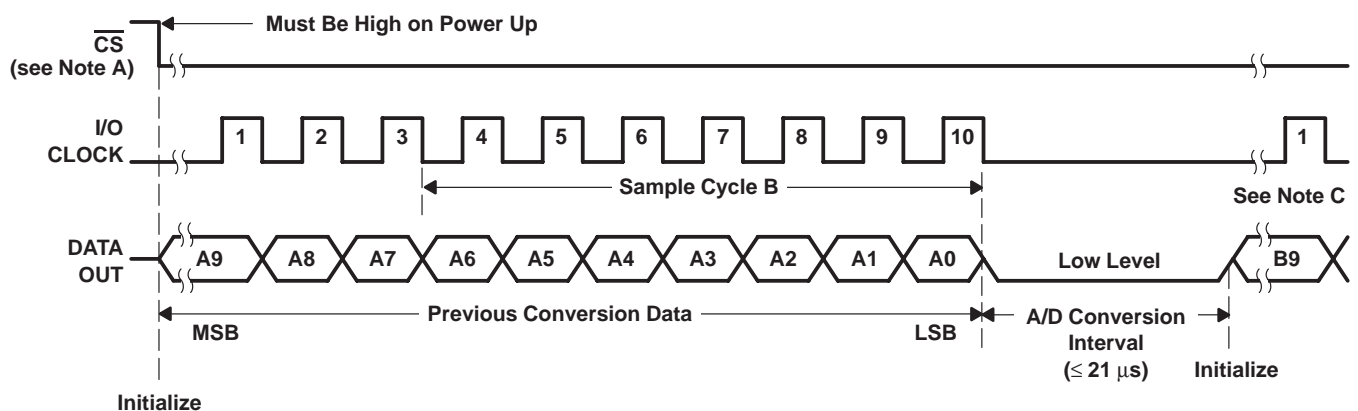 Must Be High on Power Up
CS
(see Note A)
I/O
CLOCK
1 2 3 4 5 6 7 8 9 10 1
Sample Cycle B
See Note C
DATA
OUT
A9 A8 A7 A6 A5 A4 A3 A2 A1 A0 Low Level B9
Previous Conversion Data
MSB LSB
A/D Conversion
Interval
(≤ 21 μs)
Initialize
Initialize